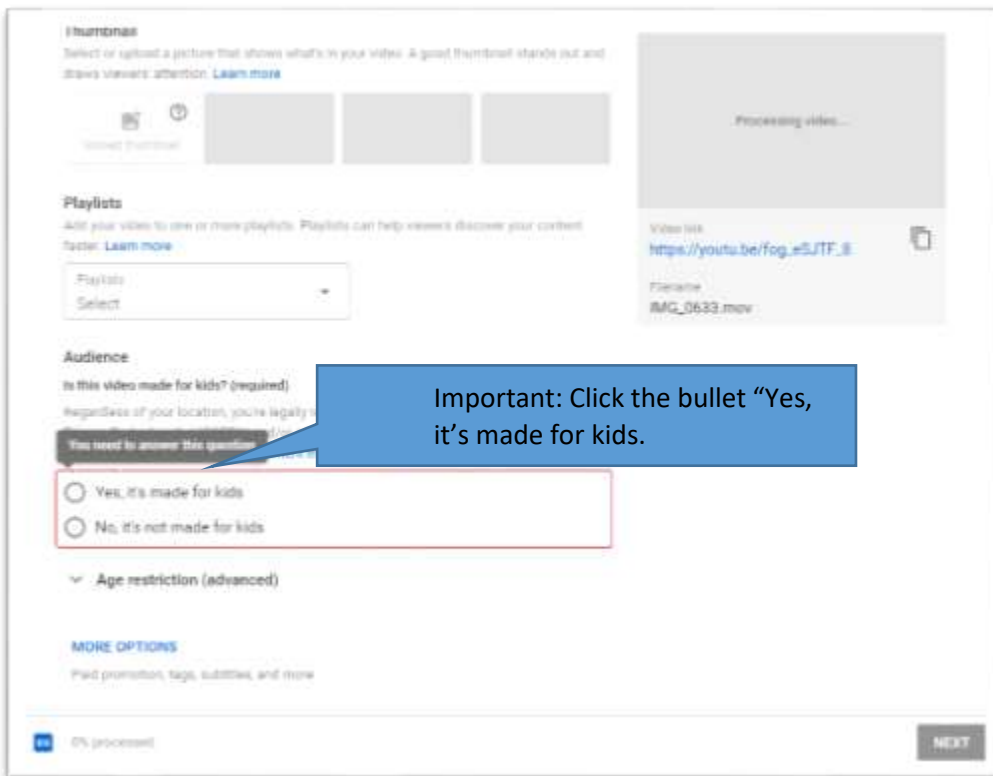 Thumbnail
Select or upload a picture that shows what's in your video. A good thumbnail stands out and
draws viewers' attention. Learn more
Upload thumbnail
Processing video...
Playlists
Add your video to one or more playlists. Playlists can help viewers discover your content
faster. Learn more
Playlists
Select
Video link
https://youtu.be/fog_eSJTF_8
Filename
IMG_0633.mov
Audience
Is this video made for kids? (required)
Regardless of your location, you're legally
You need to answer this question
Important: Click the bullet “Yes,
it’s made for kids.
Yes, it's made for kids
No, it's not made for kids
Age restriction (advanced)
MORE OPTIONS
Paid promotion, tags, subtitles, and more
0% processed
NEXT